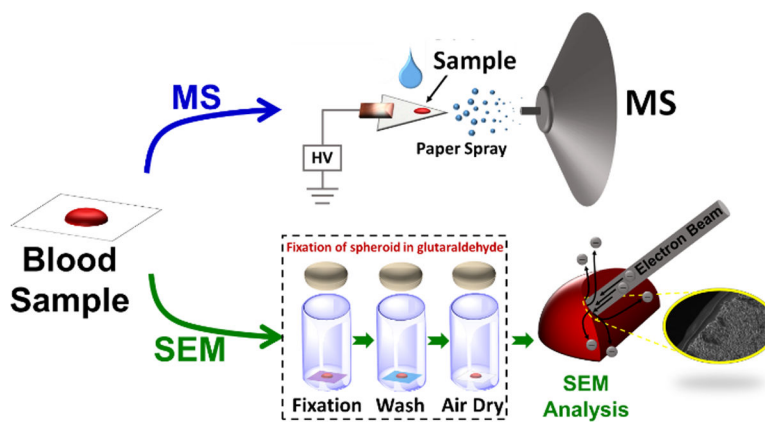 MS
Sample
MS
HV
Paper Spray
Blood
Sample
Fixation of spheroid in glutaraldehyde
Electron Beam
SEM
Fixation
Wash
Air Dry
SEM
Analysis